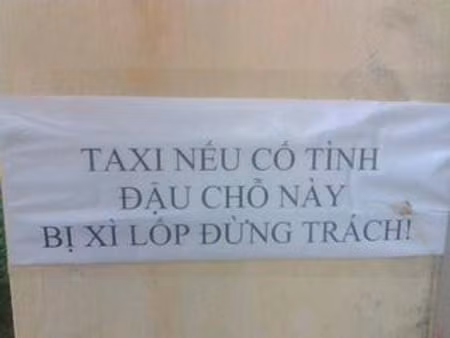 TAXI NẾU CỐ TÌNH
ĐẬU CHỖ NÀY
BỊ XÌ LỐP ĐỪNG TRÁCH!